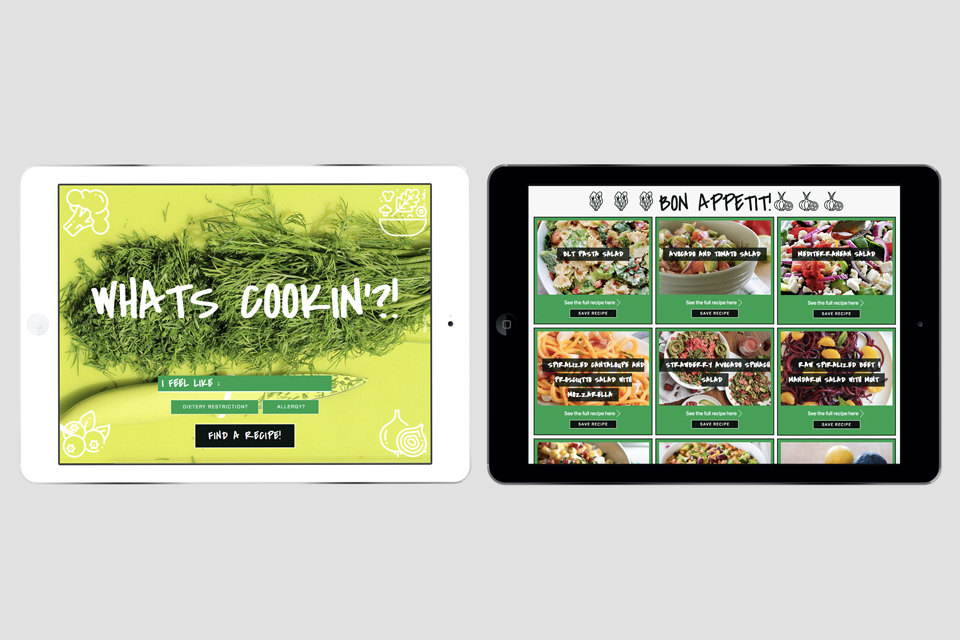 WHATS COOKIN'?!
I FEEL LIKE :
DIETERY RESTRICTION?
ALLERGY?
FIND A RECIPE!
BON APPETIT!
BLT PASTA SALAD
See the full recipe here
SAVE RECIPE
AVOCADO AND TOMATO SALAD
See the full recipe here
SAVE RECIPE
MEDITERRANEAN SALAD
See the full recipe here
SAVE RECIPE
SPIRALIZED CANTALOUPE AND
PROSCIUTTO SALAD WITH
MOZZARELLA
See the full recipe here
SAVE RECIPE
STRAWBERRY AVOCADO SPINACH
SALAD
See the full recipe here
SAVE RECIPE
RAW SPIRALIZED BEET &
MANDARIN SALAD WITH MINT
See the full recipe here
SAVE RECIPE